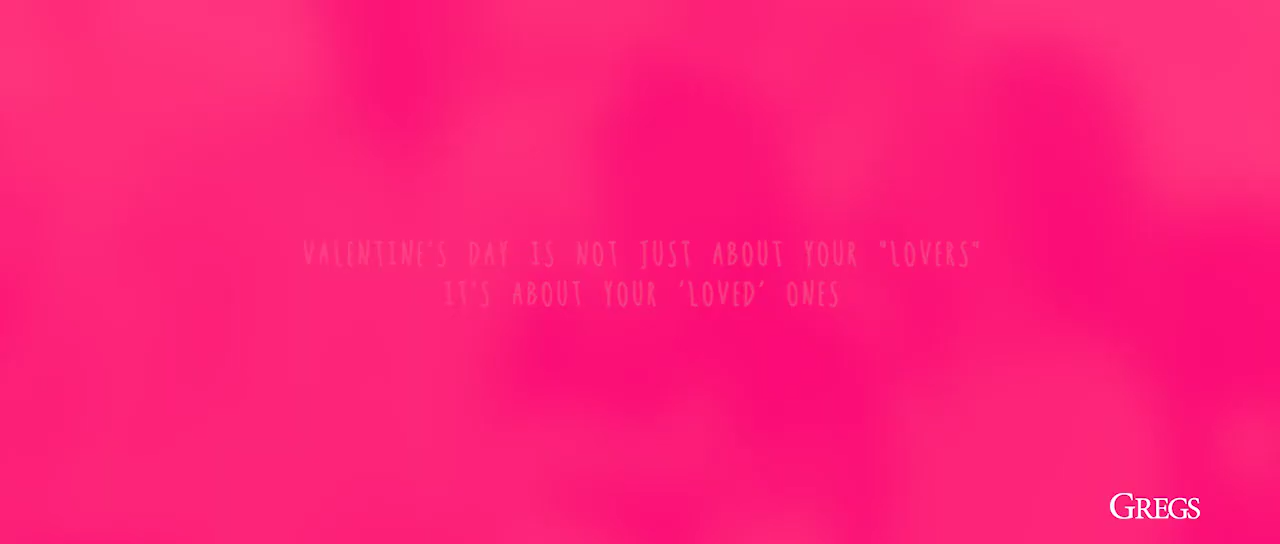 VALENTINE'S DAY IS NOT JUST ABOUT YOUR "LOVERS"
IT'S ABOUT YOUR 'LOVED' ONES
GREGS